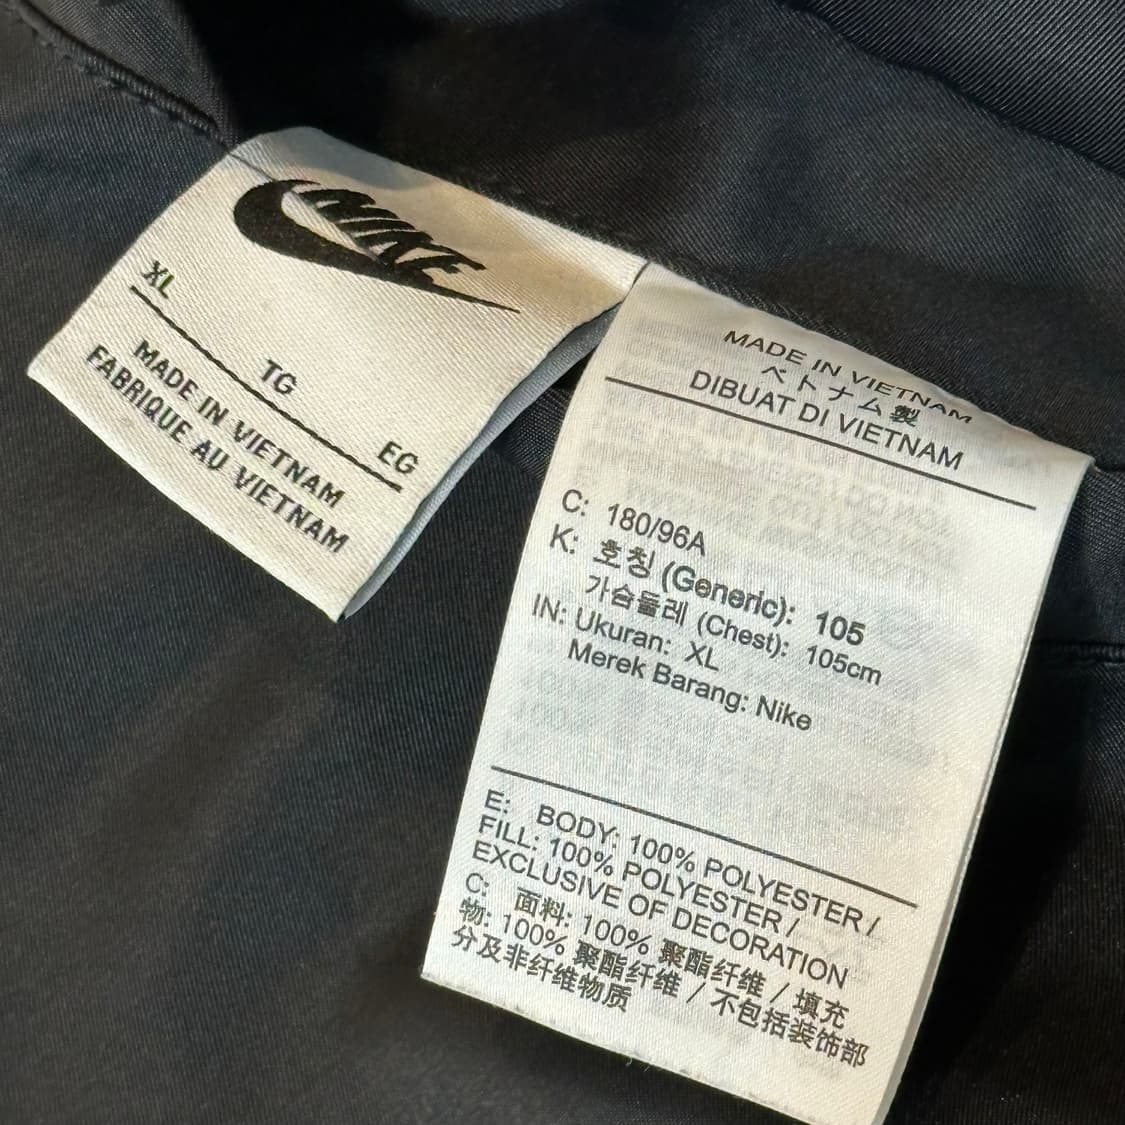 NIKE
XL
TG
EG
MADE IN VIETNAM
FABRIQUE AU VIETNAM
MADE IN VIETNAM
ベトナム製
DIBUAT DI VIETNAM
C: 180/96A
K: 호칭 (Generic): 105
가슴둘레 (Chest): 105cm
IN: Ukuran: XL
Merek Barang: Nike
E: BODY: 100% POLYESTER /
FILL: 100% POLYESTER /
EXCLUSIVE OF DECORATION
C: 面料: 100% 聚酯纤维 / 填充
物: 100% 聚酯纤维 / 不包括装饰部
分及非纤维物质